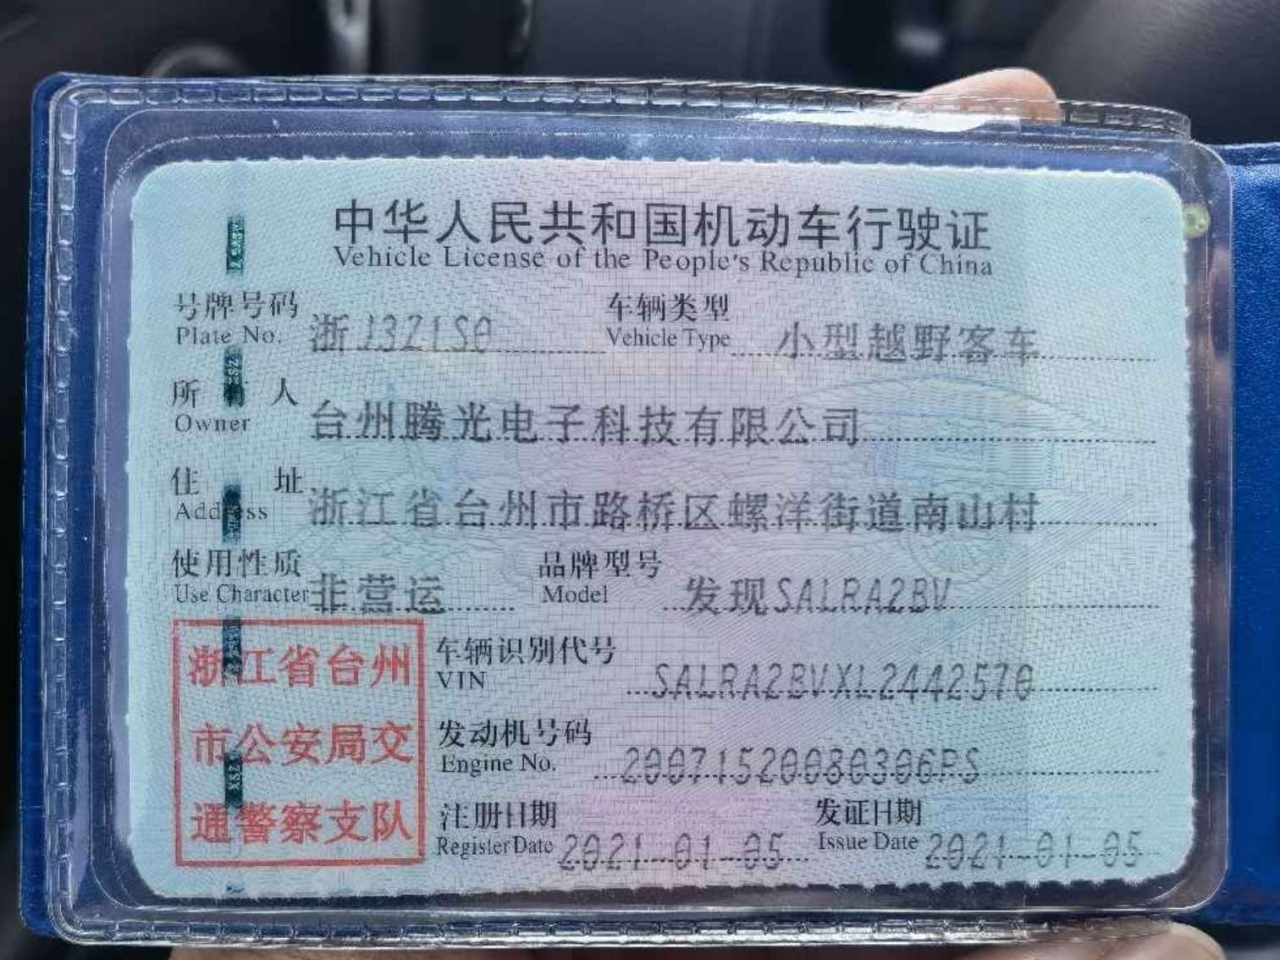 中华人民共和国机动车行驶证
Vehicle License of the People's Republic of China
号牌号码 浙J3Z1S0 车辆类型 小型越野客车
Plate No. Vehicle Type
所 人 台州腾光电子科技有限公司
Owner
住 址 浙江省台州市路桥区螺洋街道南山村
Address
使用性质 非营运 品牌型号 发现SALRA2BV
Use Character Model
浙江省台州
市公安局交
通警察支队
车辆识别代号 SALRA2BVXL2442570
VIN
发动机号码 20071520080306PS
Engine No.
注册日期 2021-01-05 发证日期 2021-01-05
Register Date Issue Date